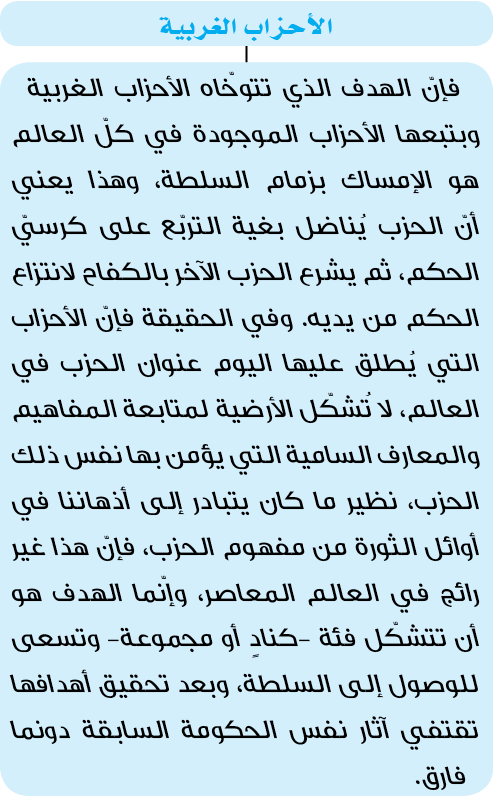 الأحزاب الغربية
فإنّ الهدف الذي تتوخّاه الأحزاب الغربية
وبتبعها الأحزاب الموجودة في كلّ العالم
هو الإمساك بزمام السلطة، وهذا يعني
أنّ الحزب يُناضل بغية التربّع على كرسيّ
الحكم، ثم يشرع الحزب الآخر بالكفاح لانتزاع
الحكم من يديه. وفي الحقيقة فإنّ الأحزاب
التي يُطلق عليها اليوم عنوان الحزب في
العالم، لا تُشكّل الأرضية لمتابعة المفاهيم
والمعارف السامية التي يؤمن بها نفس ذلك
الحزب، نظير ما كان يتبادر إلى أذهاننا في
أوائل الثورة من مفهوم الحزب، فإنّ هذا غير
رائج في العالم المعاصر، وإنّما الهدف هو
أن تتشكّل فئة -كنادٍ أو مجموعة- وتسعى
للوصول إلى السلطة، وبعد تحقيق أهدافها
تقتفي آثار نفس الحكومة السابقة دونما
فارق.